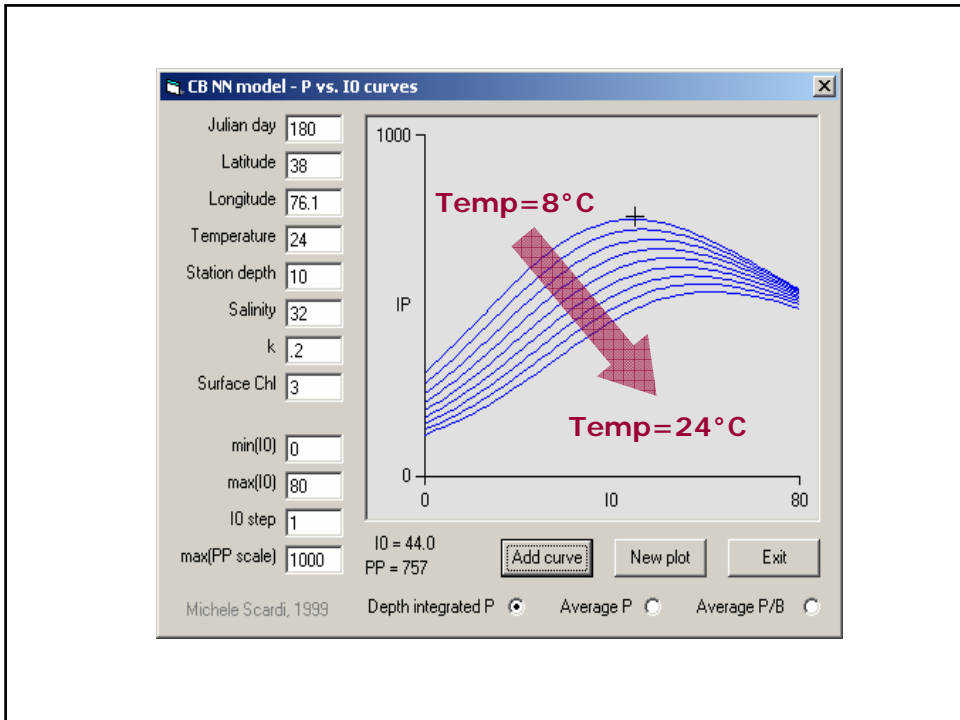 CB NN model - P vs. I0 curves
Julian day 180
Latitude 38
Longitude 76.1
Temperature 24
Station depth 10
Salinity 32
k .2
Surface Chl 3
min(I0) 0
max(I0) 80
I0 step 1
max(PP scale) 1000
Michele Scardi, 1999
1000
Temp=8°C
IP
Temp=24°C
0
0 I0 80
I0 = 44.0
PP = 757
Add curve New plot Exit
Depth integrated P Average P Average P/B